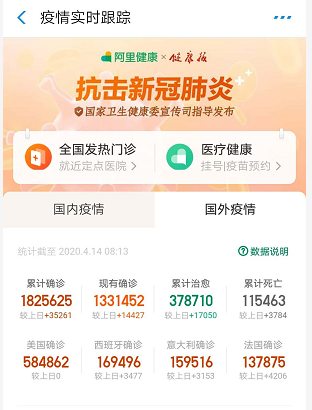 疫情实时跟踪
阿里健康 × 健康报
抗击新冠肺炎
国家卫生健康委宣传司指导发布
全国发热门诊
就近定点医院
医疗健康
挂号|疫苗预约
国内疫情
国外疫情
统计截至 2020.4.14 08:13
数据说明
累计确诊 现有确诊 累计治愈 累计死亡
1825625 1331452 378710 115463
较上日+35261 较上日+14427 较上日+17050 较上日+3784
美国确诊 西班牙确诊 意大利确诊 法国确诊
584862 169496 159516 137875
较上日0 较上日+3477 较上日+3153 较上日+4206